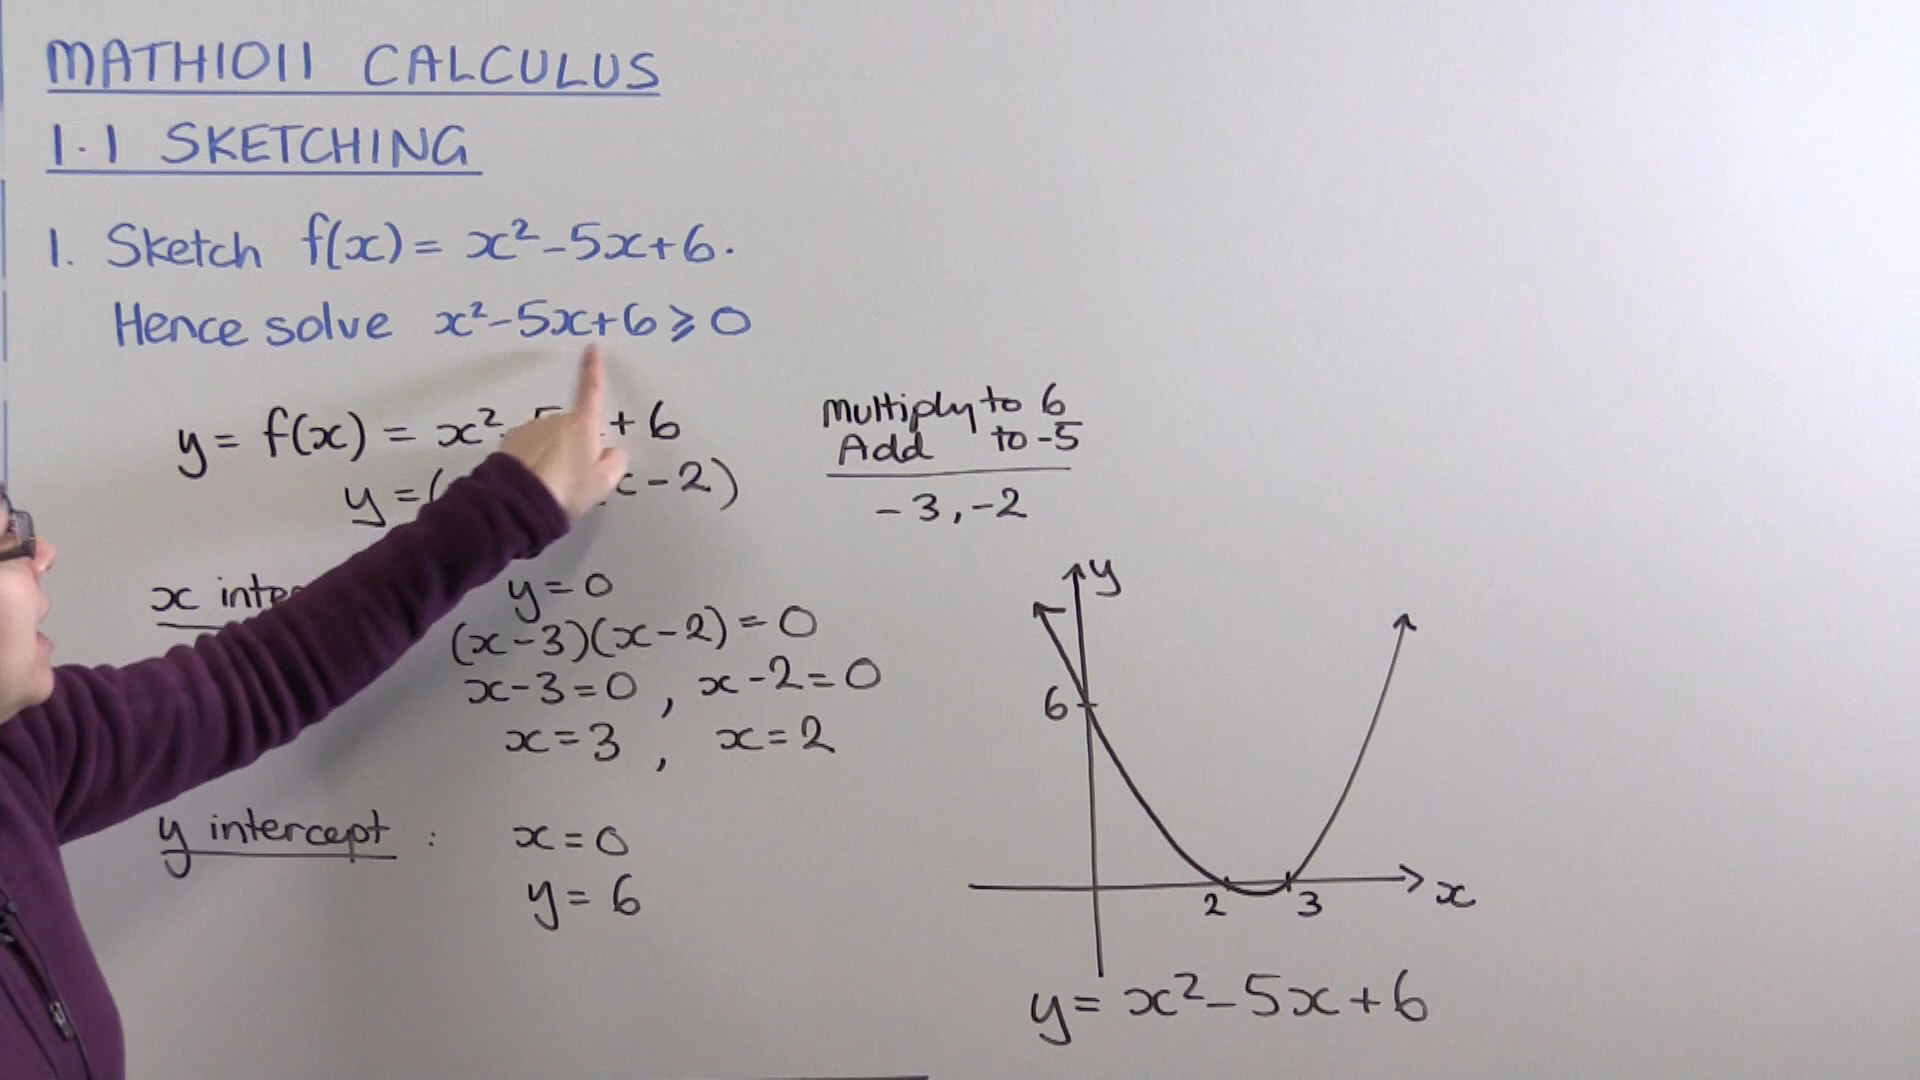 MATH1011 CALCULUS
1.1 SKETCHING
1. Sketch f(x) = x² - 5x + 6.
Hence solve x² - 5x + 6 ⩾ 0
y = f(x) = x² + 6
y = ( - 2)
Multiply to 6
Add to -5
-3, -2
x y = 0
(x-3)(x-2) = 0
x-3=0 , x-2=0
x=3 , x=2
y intercept : x = 0
y = 6
y
6
2 3 x
y = x² - 5x + 6